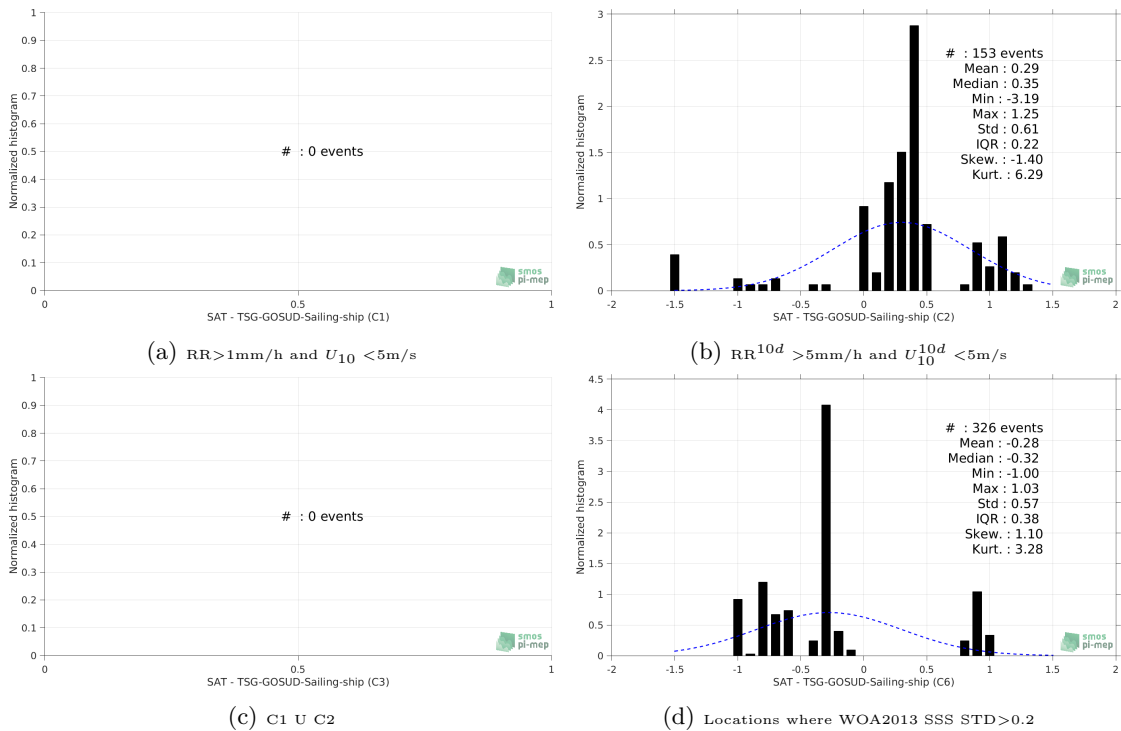 1
0.9
0.8
0.7
0.6
0.5
0.4
0.3
0.2
0.1
0
Normalized histogram
# : 0 events
smos
pi-mep
0 0.5 1
SAT - TSG-GOSUD-Sailing-ship (C1)
(a) RR>1mm/h and U10 <5m/s
3
2.5
2
1.5
1
0.5
0
Normalized histogram
# : 153 events
Mean : 0.29
Median : 0.35
Min : -3.19
Max : 1.25
Std : 0.61
IQR : 0.22
Skew. : -1.40
Kurt. : 6.29
smos
pi-mep
-2 -1.5 -1 -0.5 0 0.5 1 1.5 2
SAT - TSG-GOSUD-Sailing-ship (C2)
(b) RR10d >5mm/h and U10d10 <5m/s
1
0.9
0.8
0.7
0.6
0.5
0.4
0.3
0.2
0.1
0
Normalized histogram
# : 0 events
smos
pi-mep
0 0.5 1
SAT - TSG-GOSUD-Sailing-ship (C3)
(c) C1 U C2
4.5
4
3.5
3
2.5
2
1.5
1
0.5
0
Normalized histogram
# : 326 events
Mean : -0.28
Median : -0.32
Min : -1.00
Max : 1.03
Std : 0.57
IQR : 0.38
Skew. : 1.10
Kurt. : 3.28
smos
pi-mep
-2 -1.5 -1 -0.5 0 0.5 1 1.5 2
SAT - TSG-GOSUD-Sailing-ship (C6)
(d) Locations where WOA2013 SSS STD>0.2